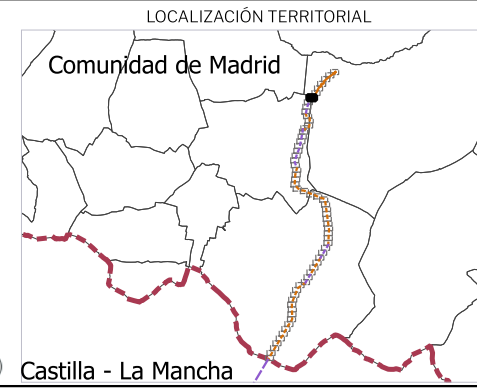 LOCALIZACIÓN TERRITORIAL
Comunidad de Madrid
Castilla - La Mancha